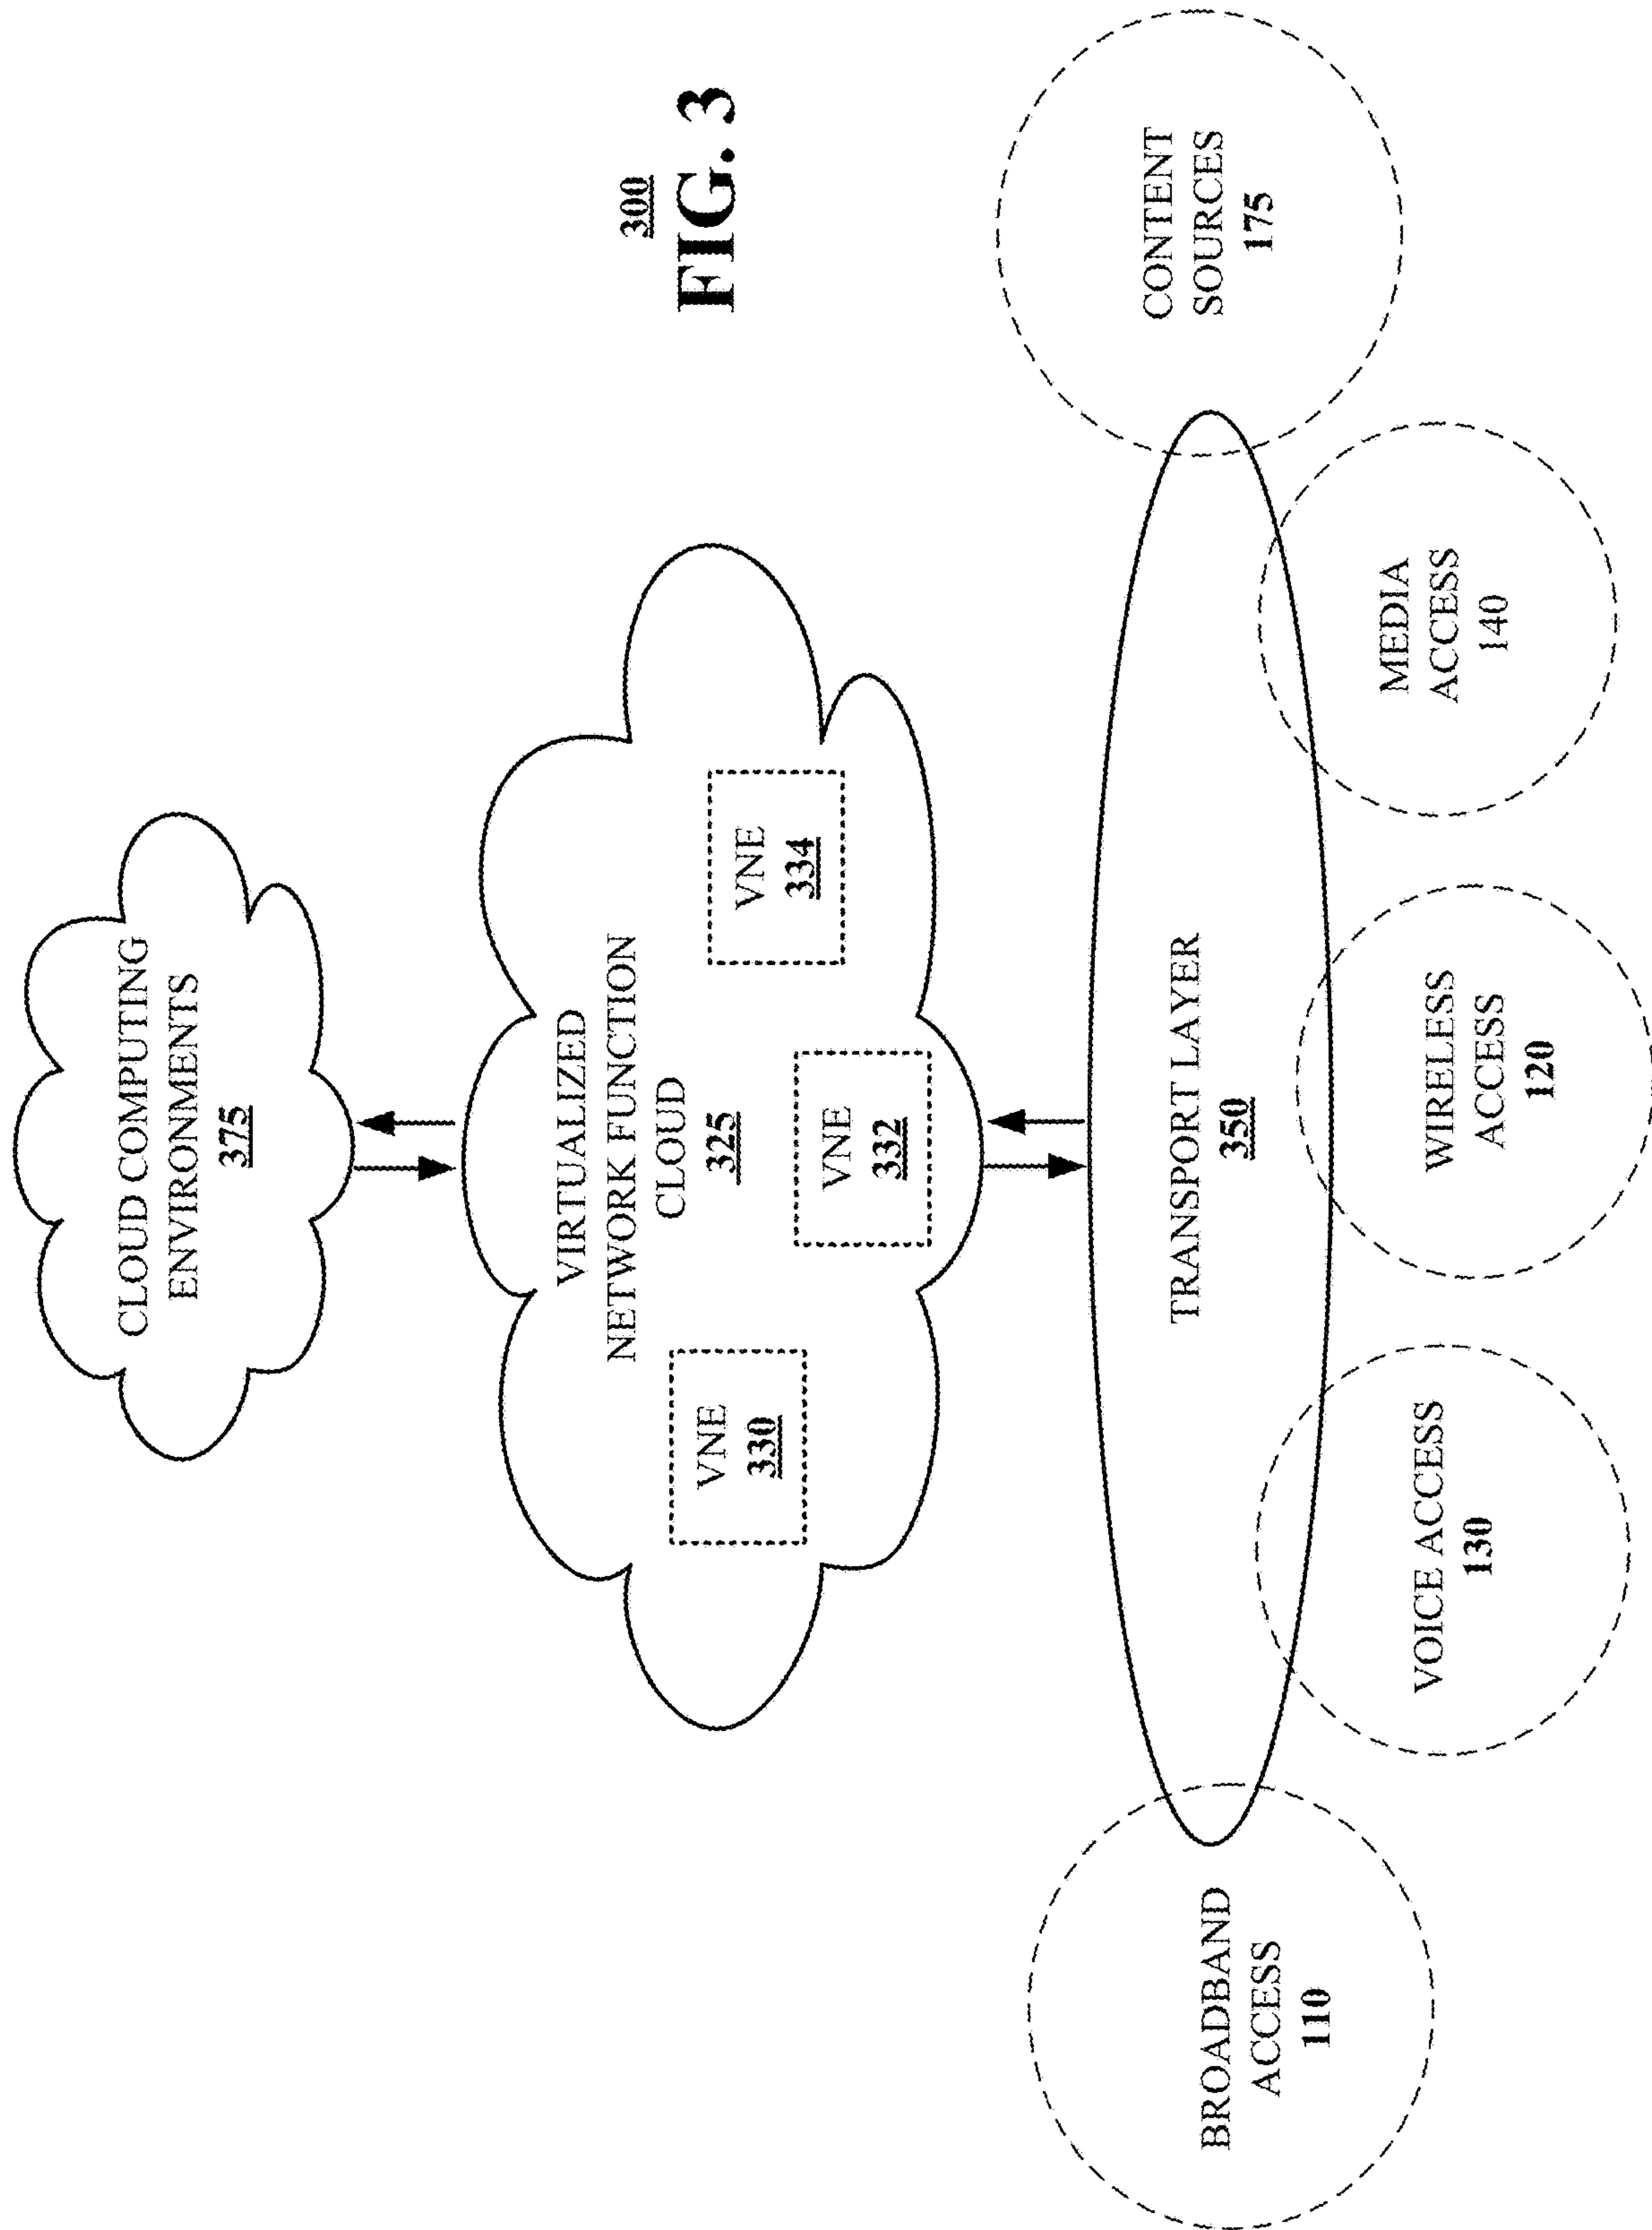 CLOUD COMPUTING
ENVIRONMENTS
375
VIRTUALIZED
NETWORK FUNCTION
CLOUD
325
VNE
330
VNE
332
VNE
334
300
FIG. 3
TRANSPORT LAYER
350
BROADBAND
ACCESS
110
VOICE ACCESS
130
WIRELESS
ACCESS
120
MEDIA
ACCESS
140
CONTENT
SOURCES
175